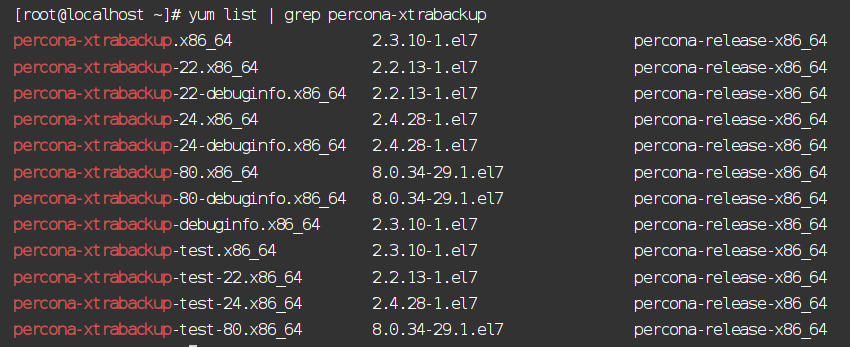 [root@localhost ~]# yum list | grep percona-xtrabackup
percona-xtrabackup.x86_64 2.3.10-1.el7 percona-release-x86_64
percona-xtrabackup-22.x86_64 2.2.13-1.el7 percona-release-x86_64
percona-xtrabackup-22-debuginfo.x86_64 2.2.13-1.el7 percona-release-x86_64
percona-xtrabackup-24.x86_64 2.4.28-1.el7 percona-release-x86_64
percona-xtrabackup-24-debuginfo.x86_64 2.4.28-1.el7 percona-release-x86_64
percona-xtrabackup-80.x86_64 8.0.34-29.1.el7 percona-release-x86_64
percona-xtrabackup-80-debuginfo.x86_64 8.0.34-29.1.el7 percona-release-x86_64
percona-xtrabackup-debuginfo.x86_64 2.3.10-1.el7 percona-release-x86_64
percona-xtrabackup-test.x86_64 2.3.10-1.el7 percona-release-x86_64
percona-xtrabackup-test-22.x86_64 2.2.13-1.el7 percona-release-x86_64
percona-xtrabackup-test-24.x86_64 2.4.28-1.el7 percona-release-x86_64
percona-xtrabackup-test-80.x86_64 8.0.34-29.1.el7 percona-release-x86_64